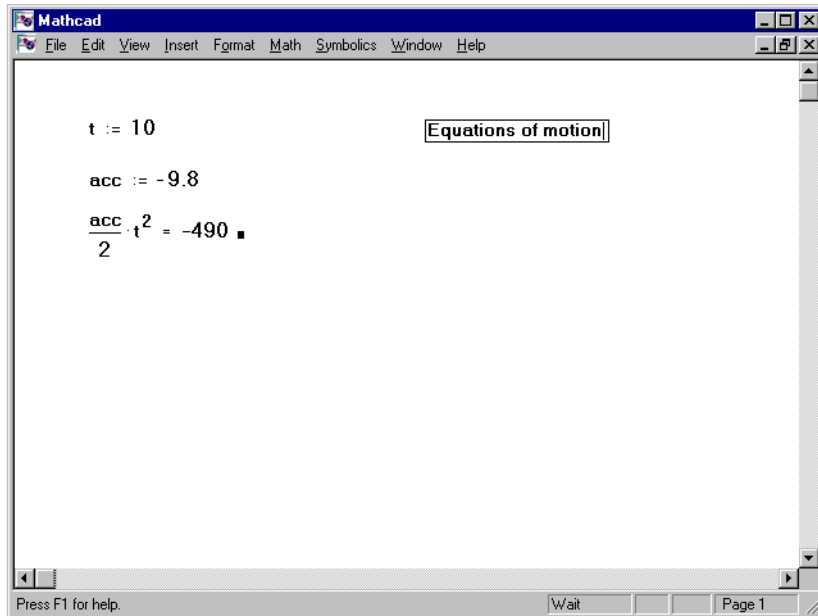 Mathcad
File Edit View Insert Format Math Symbolics Window Help
t := 10
Equations of motion
acc := -9.8
acc/2 · t^2 = -490
Press F1 for help. Wait Page 1